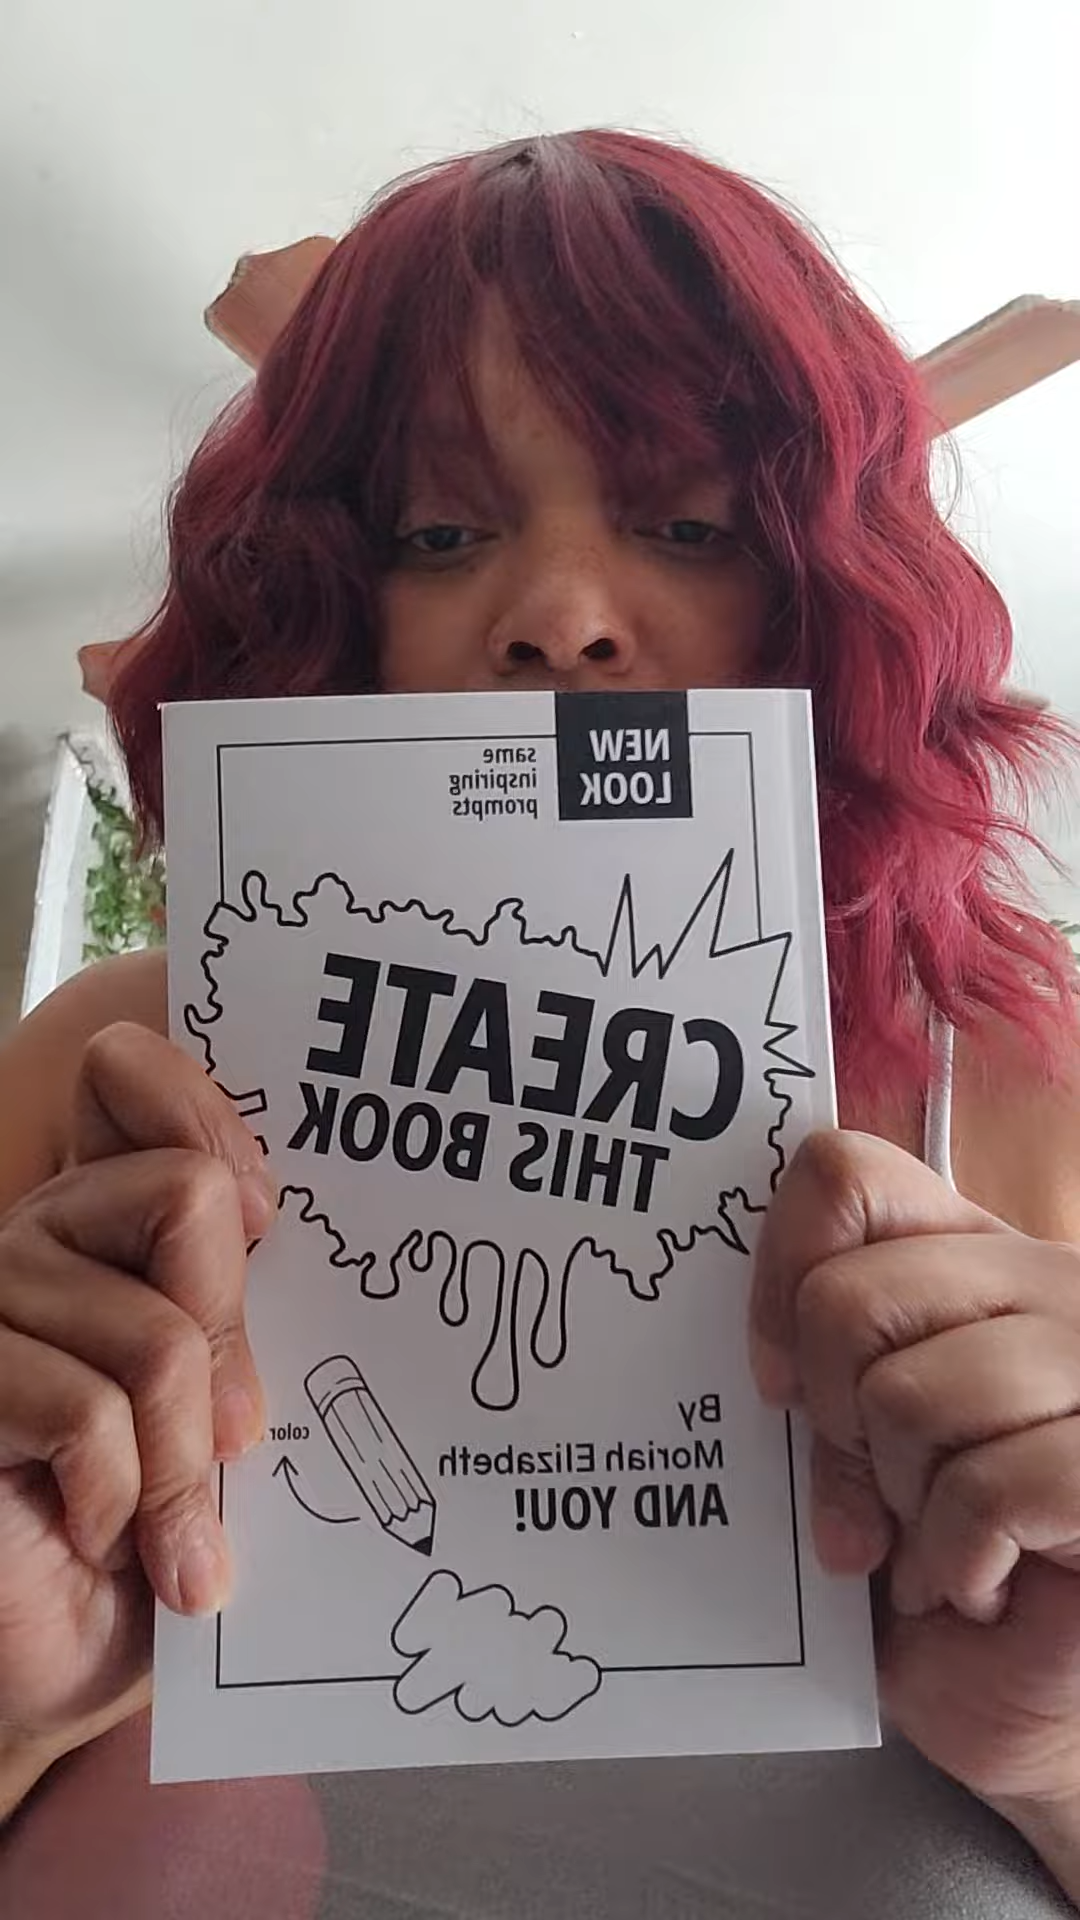 NEW
LOOK
same
inspiring
prompts
CREATE
THIS BOOK
By
Moriah Elizabeth
AND YOU!
color